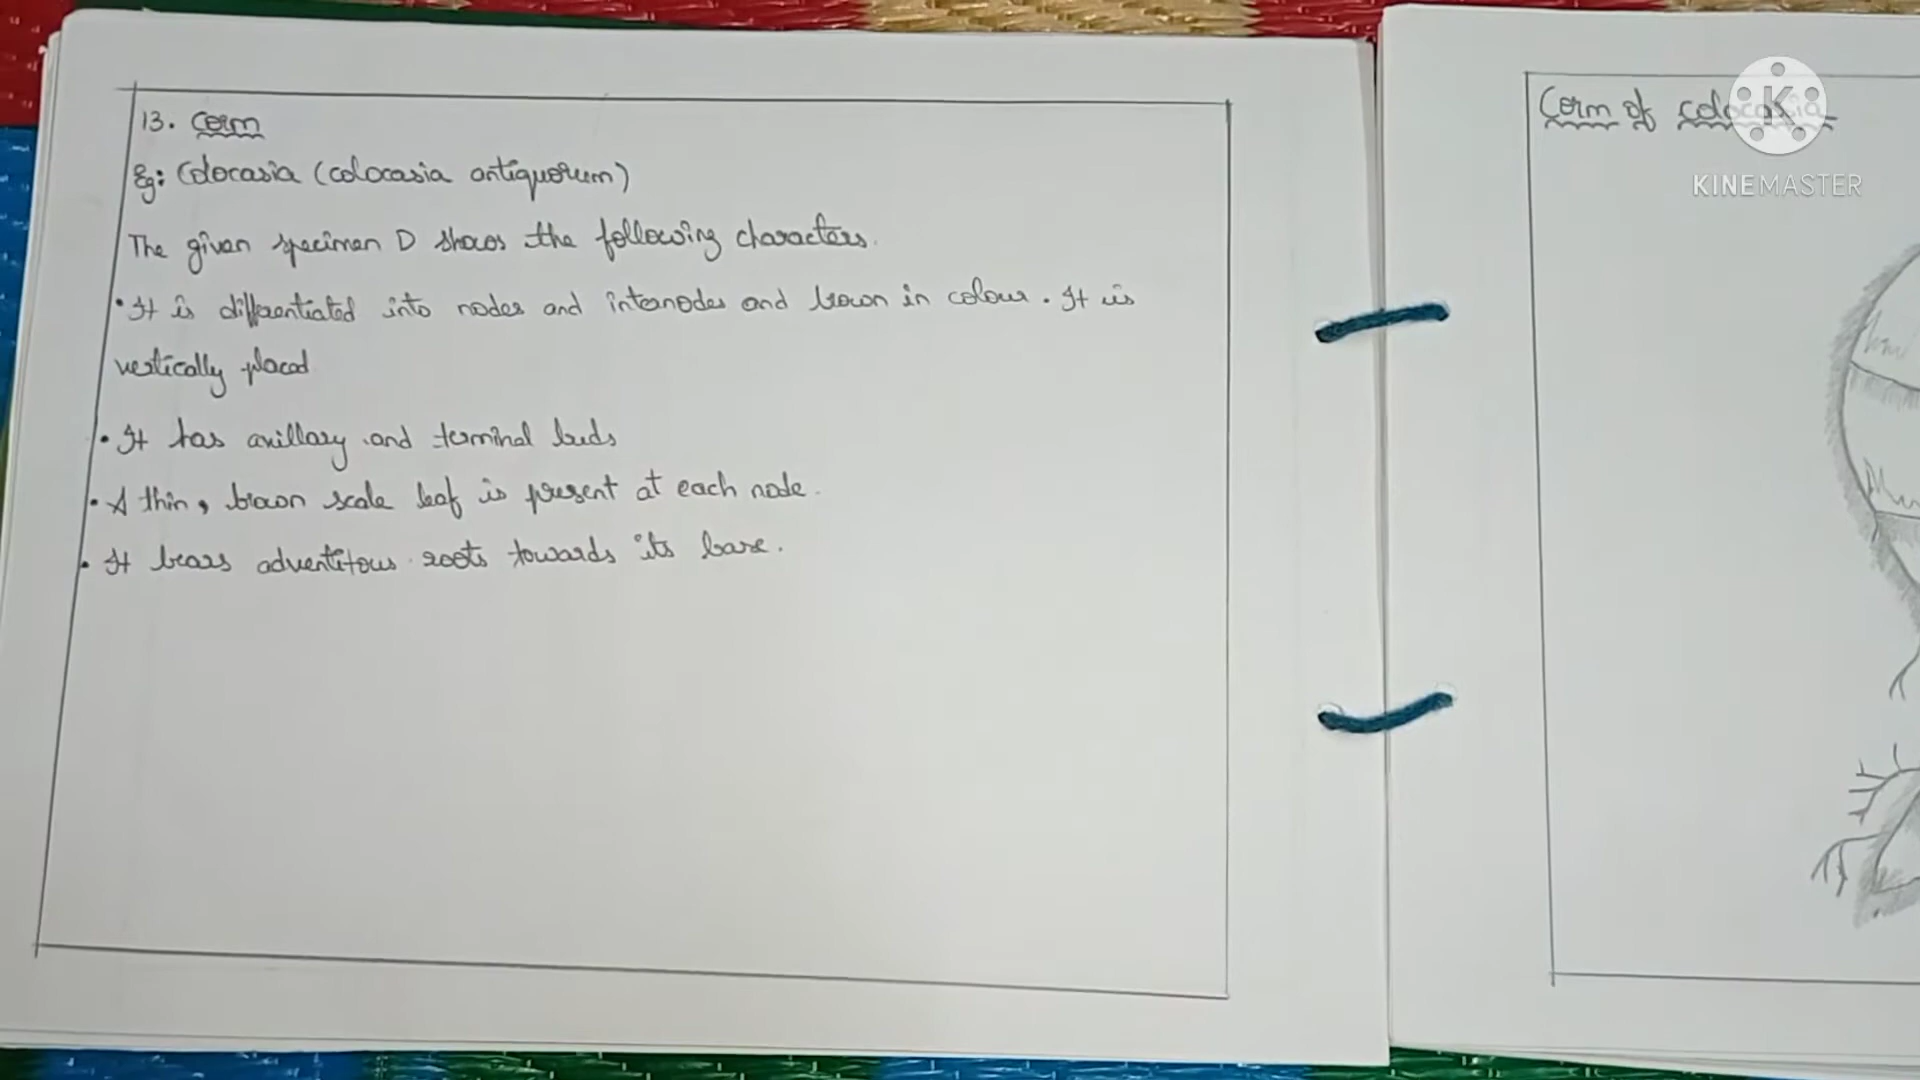 13. Corm
Eg: Colocasia (colocasia antiquorum)
The given specimen D shows the following characters.
• It is differentiated into nodes and internodes and brown in colour. It is
vertically placed
• It has axillary and terminal buds
• A thin, brown scale leaf is present at each node.
• It bears adventitous roots towards its base.
Corm of colocasia
KINEMASTER